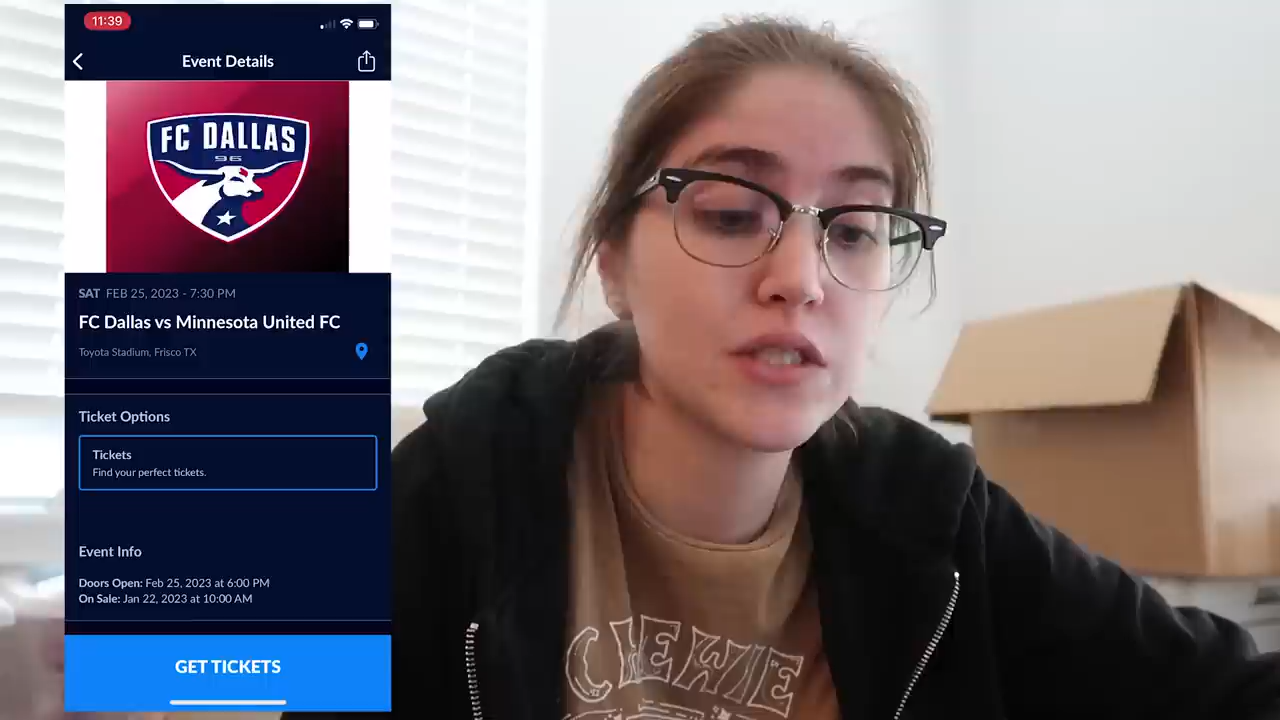 11:39
Event Details
FC DALLAS
96
SAT FEB 25, 2023 - 7:30 PM
FC Dallas vs Minnesota United FC
Toyota Stadium, Frisco TX
Ticket Options
Tickets
Find your perfect tickets.
Event Info
Doors Open: Feb 25, 2023 at 6:00 PM
On Sale: Jan 22, 2023 at 10:00 AM
GET TICKETS
CHEWIE